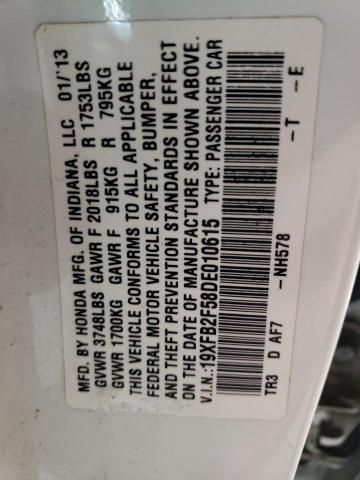 MFD. BY HONDA MFG. OF INDIANA, LLC 01/'13
GVWR 3748LBS GAWR F 2018LBS R 1753LBS
GVWR 1700KG GAWR F 915KG R 795KG
THIS VEHICLE CONFORMS TO ALL APPLICABLE
FEDERAL MOTOR VEHICLE SAFETY, BUMPER,
AND THEFT PREVENTION STANDARDS IN EFFECT
ON THE DATE OF MANUFACTURE SHOWN ABOVE.
V.I.N.:19XFB2F58DE010615 TYPE: PASSENGER CAR
TR3 D AF7 -NH578 -T -E